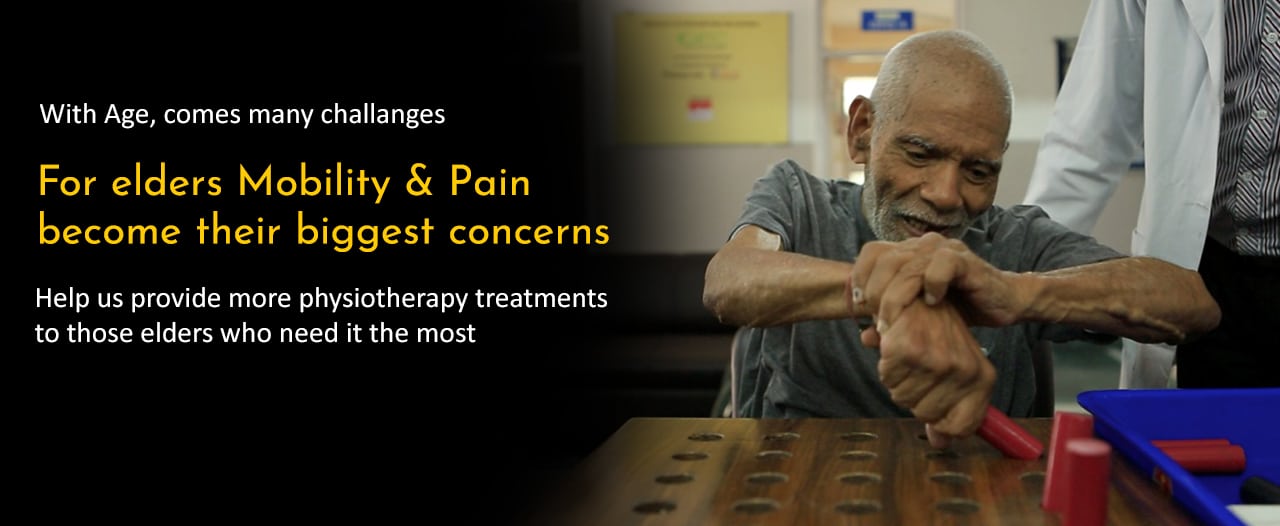 With Age, comes many challanges
For elders Mobility & Pain
become their biggest concerns
Help us provide more physiotherapy treatments
to those elders who need it the most